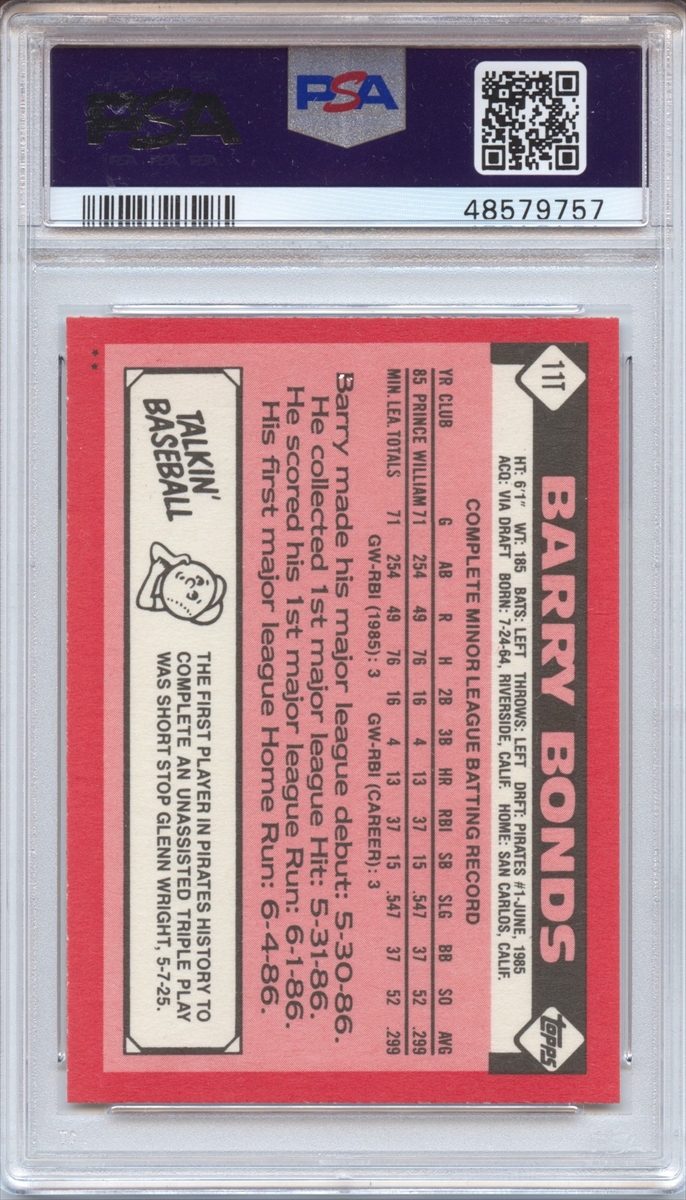 PSA
PSA
48579757
11T
BARRY BONDS
topps
HT: 6'1" WT: 185 BATS: LEFT THROWS: LEFT DRFT: PIRATES #1-JUNE, 1985
ACQ: VIA DRAFT BORN: 7-24-64, RIVERSIDE, CALIF. HOME: SAN CARLOS, CALIF.
COMPLETE MINOR LEAGUE BATTING RECORD
YR CLUB G AB R H 2B 3B HR RBI SB SLG BB SO AVG
85 PRINCE WILLIAM 71 254 49 76 16 4 13 37 15 .547 37 52 .299
MIN. LEA. TOTALS 71 254 49 76 16 4 13 37 15 .547 37 52 .299
GW-RBI (1985): 3 GW-RBI (CAREER): 3
Barry made his major league debut: 5-30-86.
He collected 1st major league Hit: 5-31-86.
He scored his 1st major league Run: 6-1-86.
His first major league Home Run: 6-4-86.
TALKIN'
BASEBALL
THE FIRST PLAYER IN PIRATES HISTORY TO
COMPLETE AN UNASSISTED TRIPLE PLAY
WAS SHORT STOP GLENN WRIGHT, 5-7-25.
**